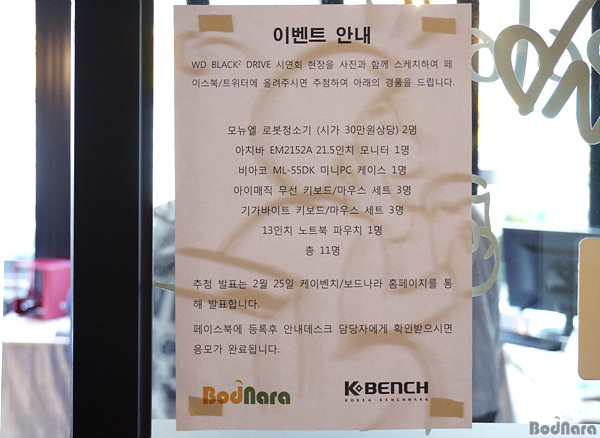 이벤트 안내
WD BLACK² DRIVE 시연회 현장을 사진과 함께 스케치하여 페
이스북/트위터에 올려주시면 추첨하여 아래의 경품을 드립니다.
모뉴엘 로봇청소기 (시가 30만원상당) 2명
아치바 EM2152A 21.5인치 모니터 1명
비아코 ML-55DK 미니PC 케이스 1명
아이매직 무선 키보드/마우스 세트 3명
기가바이트 키보드/마우스 세트 3명
13인치 노트북 파우치 1명
총 11명
추첨 발표는 2월 25일 케이벤치/보드나라 홈페이지를 통
해 발표합니다.
페이스북에 등록후 안내데스크 담당자에게 확인받으시면
응모가 완료됩니다.
BodNara
K-BENCH
KOREA · BENCHMARK
BodNara